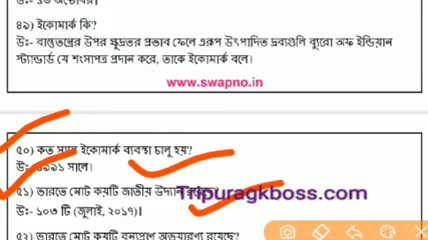 উঃ- ১৬ অক্টোবর।
৪৯) ইকোমার্ক কি?
উঃ- বাস্তুতন্ত্রের উপর ক্ষুদ্রতর প্রভাব ফেলে এরূপ উৎপাদিত দ্রব্যগুলি ব্যুরো অফ ইন্ডিয়ান
স্ট্যান্ডার্ড যে শংসাপত্র প্রদান করে, তাকে ইকোমার্ক বলে।
www.swapno.in
৫০) কত সালে ইকোমার্ক ব্যবস্থা চালু হয়?
উঃ- ১৯৯১ সালে।
৫১) ভারতে মোট কয়টি জাতীয় উদ্যান
Tripuragkboss.com
উঃ- ১০৩ টি (জুলাই, ২০১৭)।
৫২) ভারতে মোট কয়টি বন্যপ্রাণ অভয়ারণ্য রয়েছে?